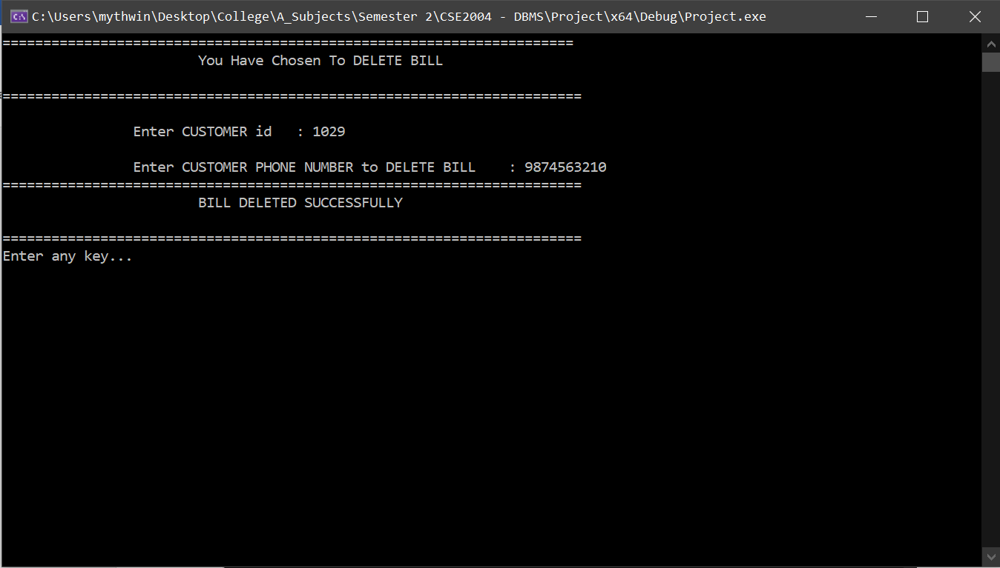 C:\Users\mythwin\Desktop\College\A_Subjects\Semester 2\CSE2004 - DBMS\Project\x64\Debug\Project.exe
======================================================================
You Have Chosen To DELETE BILL
=======================================================================
Enter CUSTOMER id   : 1029
Enter CUSTOMER PHONE NUMBER to DELETE BILL    : 9874563210
=======================================================================
BILL DELETED SUCCESSFULLY
=======================================================================
Enter any key...